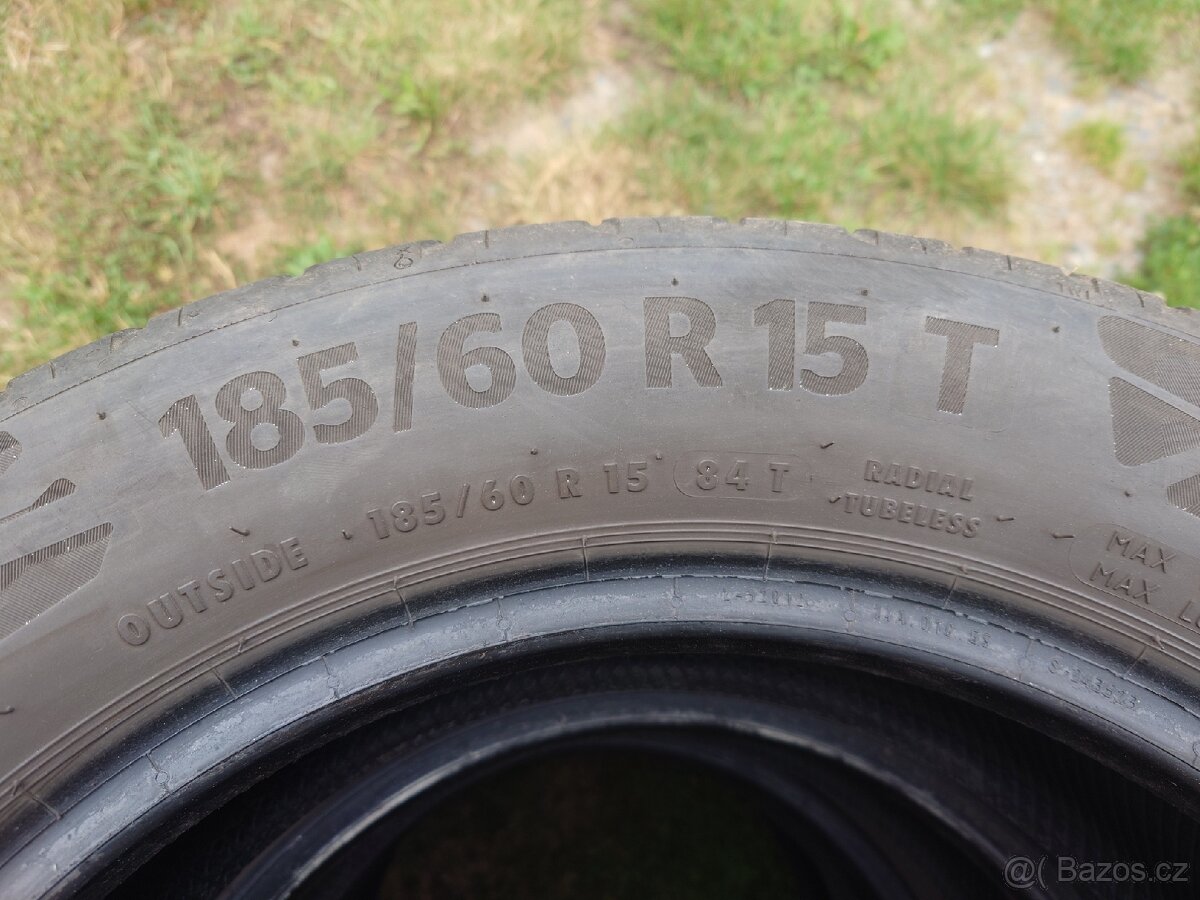 185/60 R 15 T
OUTSIDE 185/60 R 15 84 T RADIAL
TUBELESS
MAX
MAX
Bazos.cz